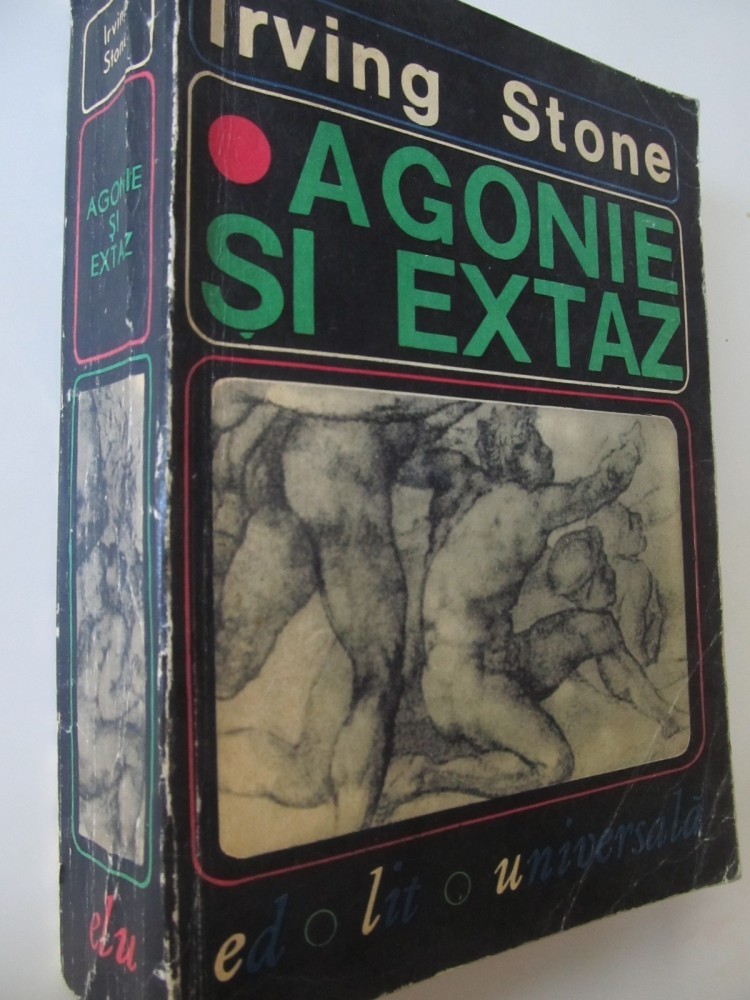 Irving
Stone
AGONIE
ȘI
EXTAZ
elu
Irving Stone
AGONIE
ȘI EXTAZ
ed lit universală